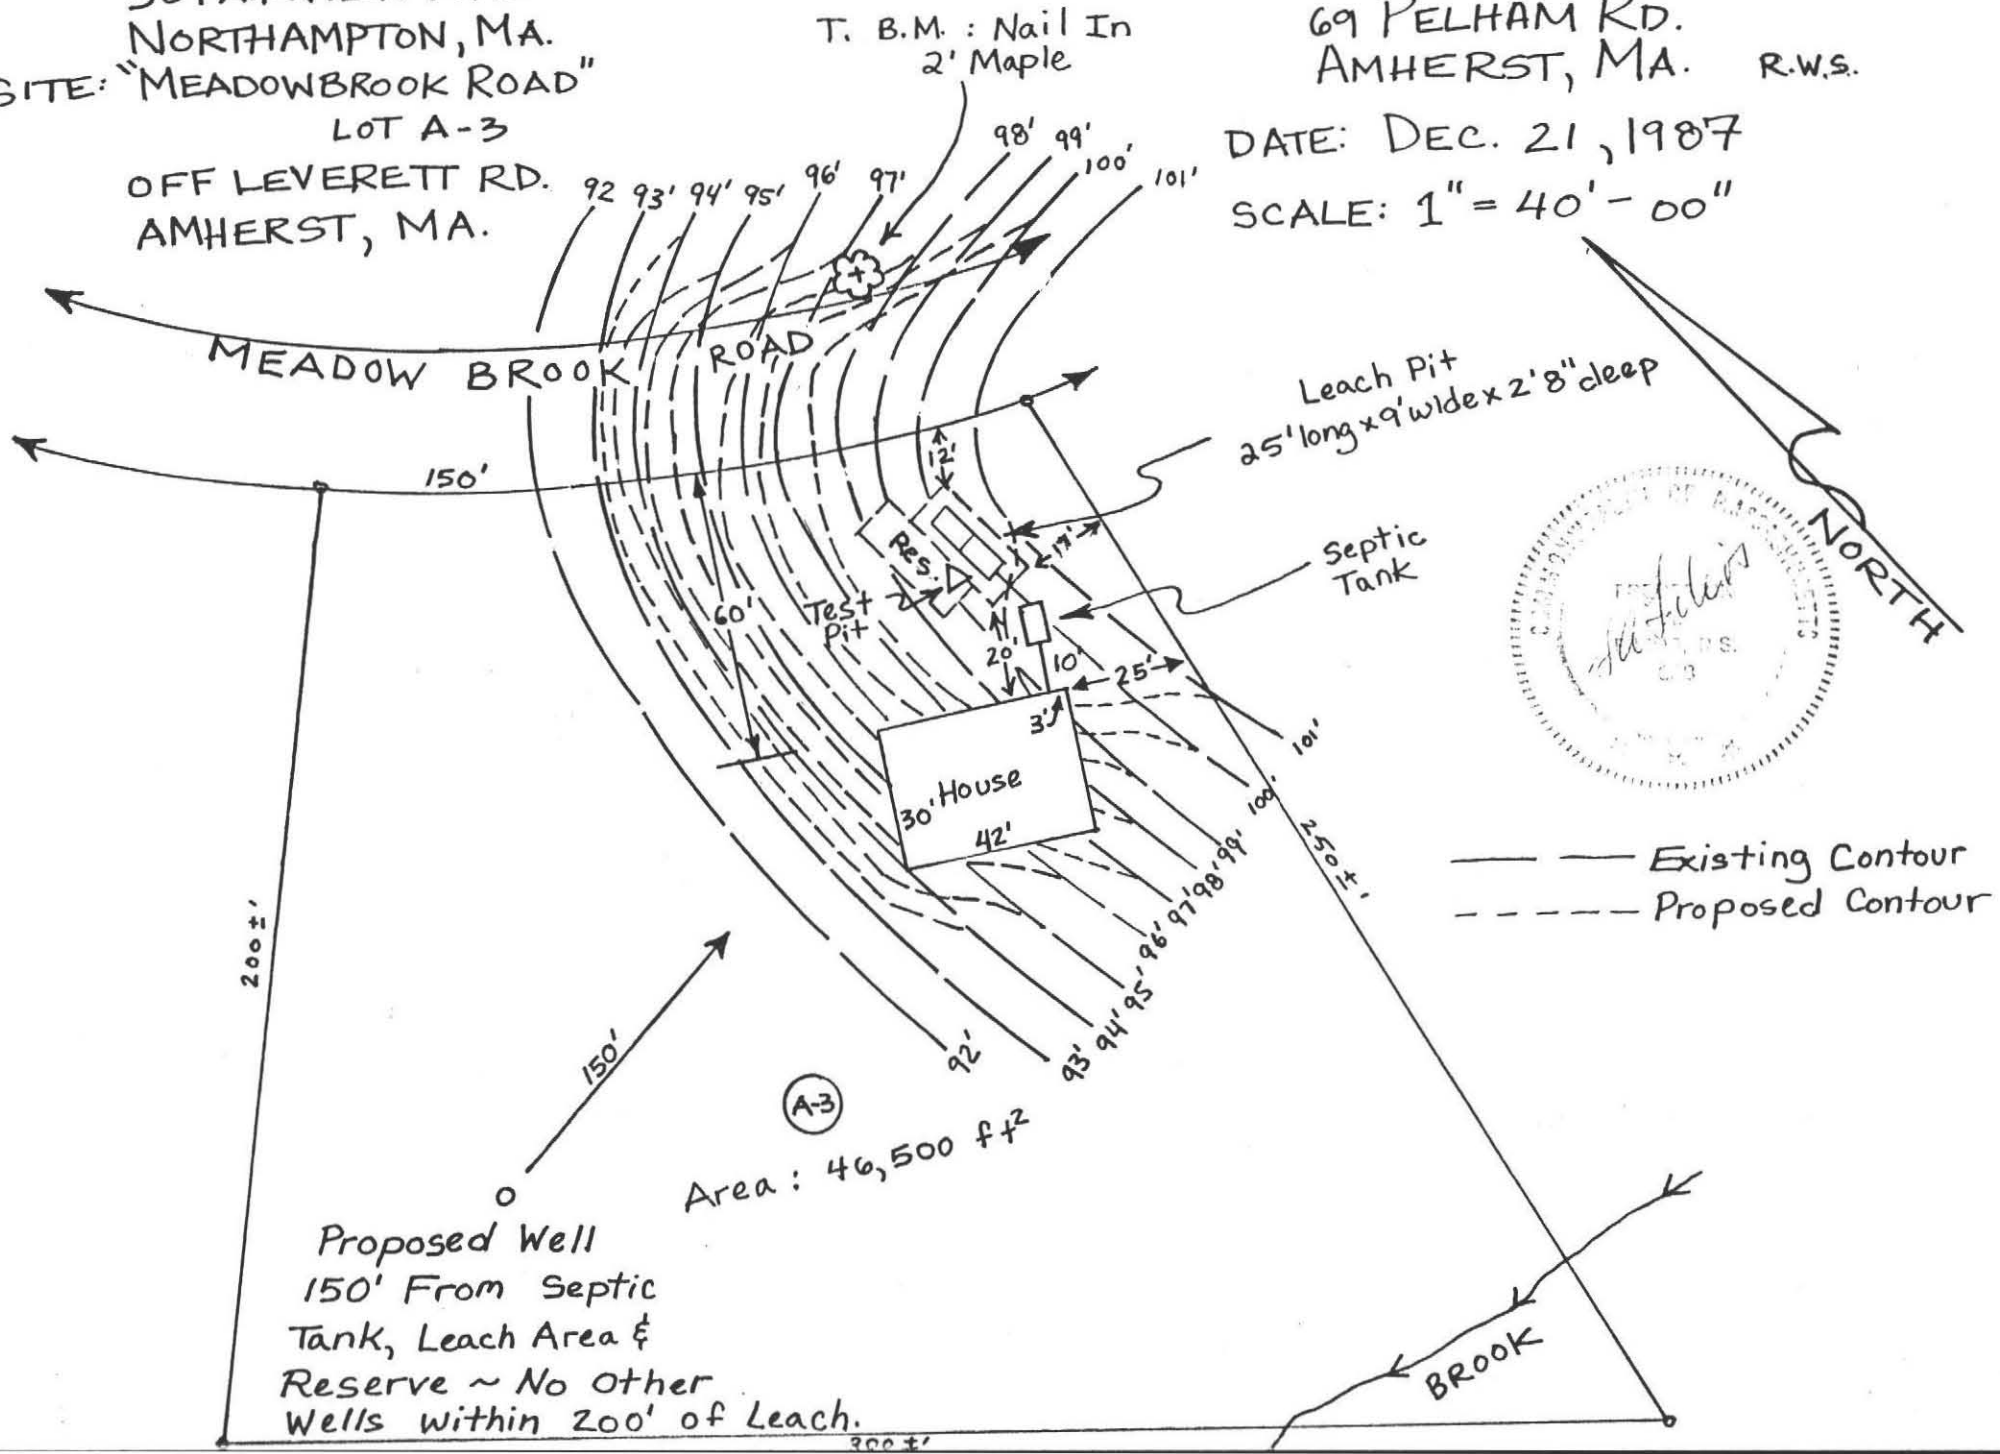 NORTHAMPTON, MA.
SITE: "MEADOWBROOK ROAD"
LOT A-3
OFF LEVERETT RD.
AMHERST, MA.
T. B.M. : Nail In
2' Maple
69 PELHAM RD.
AMHERST, MA. R.W.S.
DATE: DEC. 21, 1987
SCALE: 1" = 40'- 00"
92 93' 94' 95' 96' 97' 98' 99' 100' 101'
MEADOW BROOK ROAD
150'
12'
Leach Pit
25' long x 9' wide x 2'8" deep
17'
Septic
Tank
NORTH
Res.
Test
Pit
60'
20'
10'
25'
3'
House
30'
42'
101'
100'
99'
98'
97'
96'
95'
94'
93'
92'
250±'
Existing Contour
Proposed Contour
200±'
150'
A-3
Area : 46,500 ft²
Proposed Well
150' From Septic
Tank, Leach Area &
Reserve ~ No Other
Wells within 200' of Leach.
BROOK